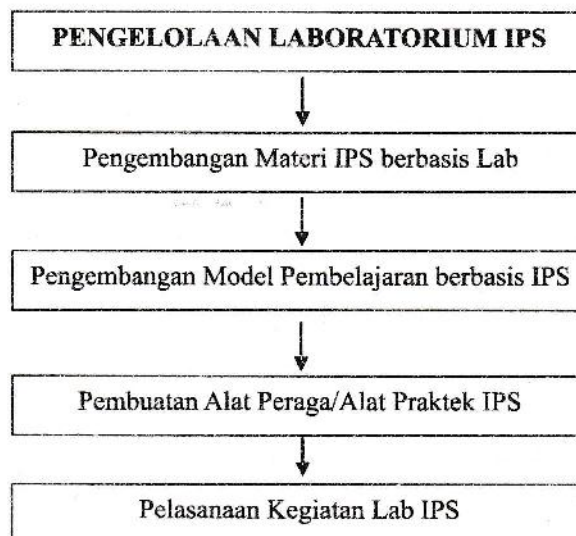 PENGELOLAAN LABORATORIUM IPS
Pengembangan Materi IPS berbasis Lab
Pengembangan Model Pembelajaran berbasis IPS
Pembuatan Alat Peraga/Alat Praktek IPS
Pelasanaan Kegiatan Lab IPS